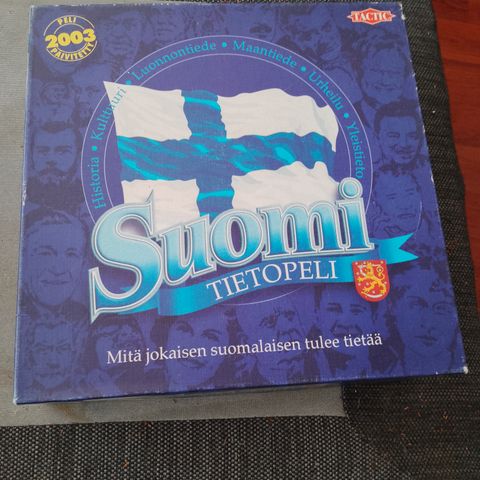 PELI
2003
PÄIVITETTY
TACTIC
Historia • Kulttuuri • Luonnontiede • Maantiede • Urheilu • Yleistieto
Suomi
TIETOPELI
Mitä jokaisen suomalaisen tulee tietää